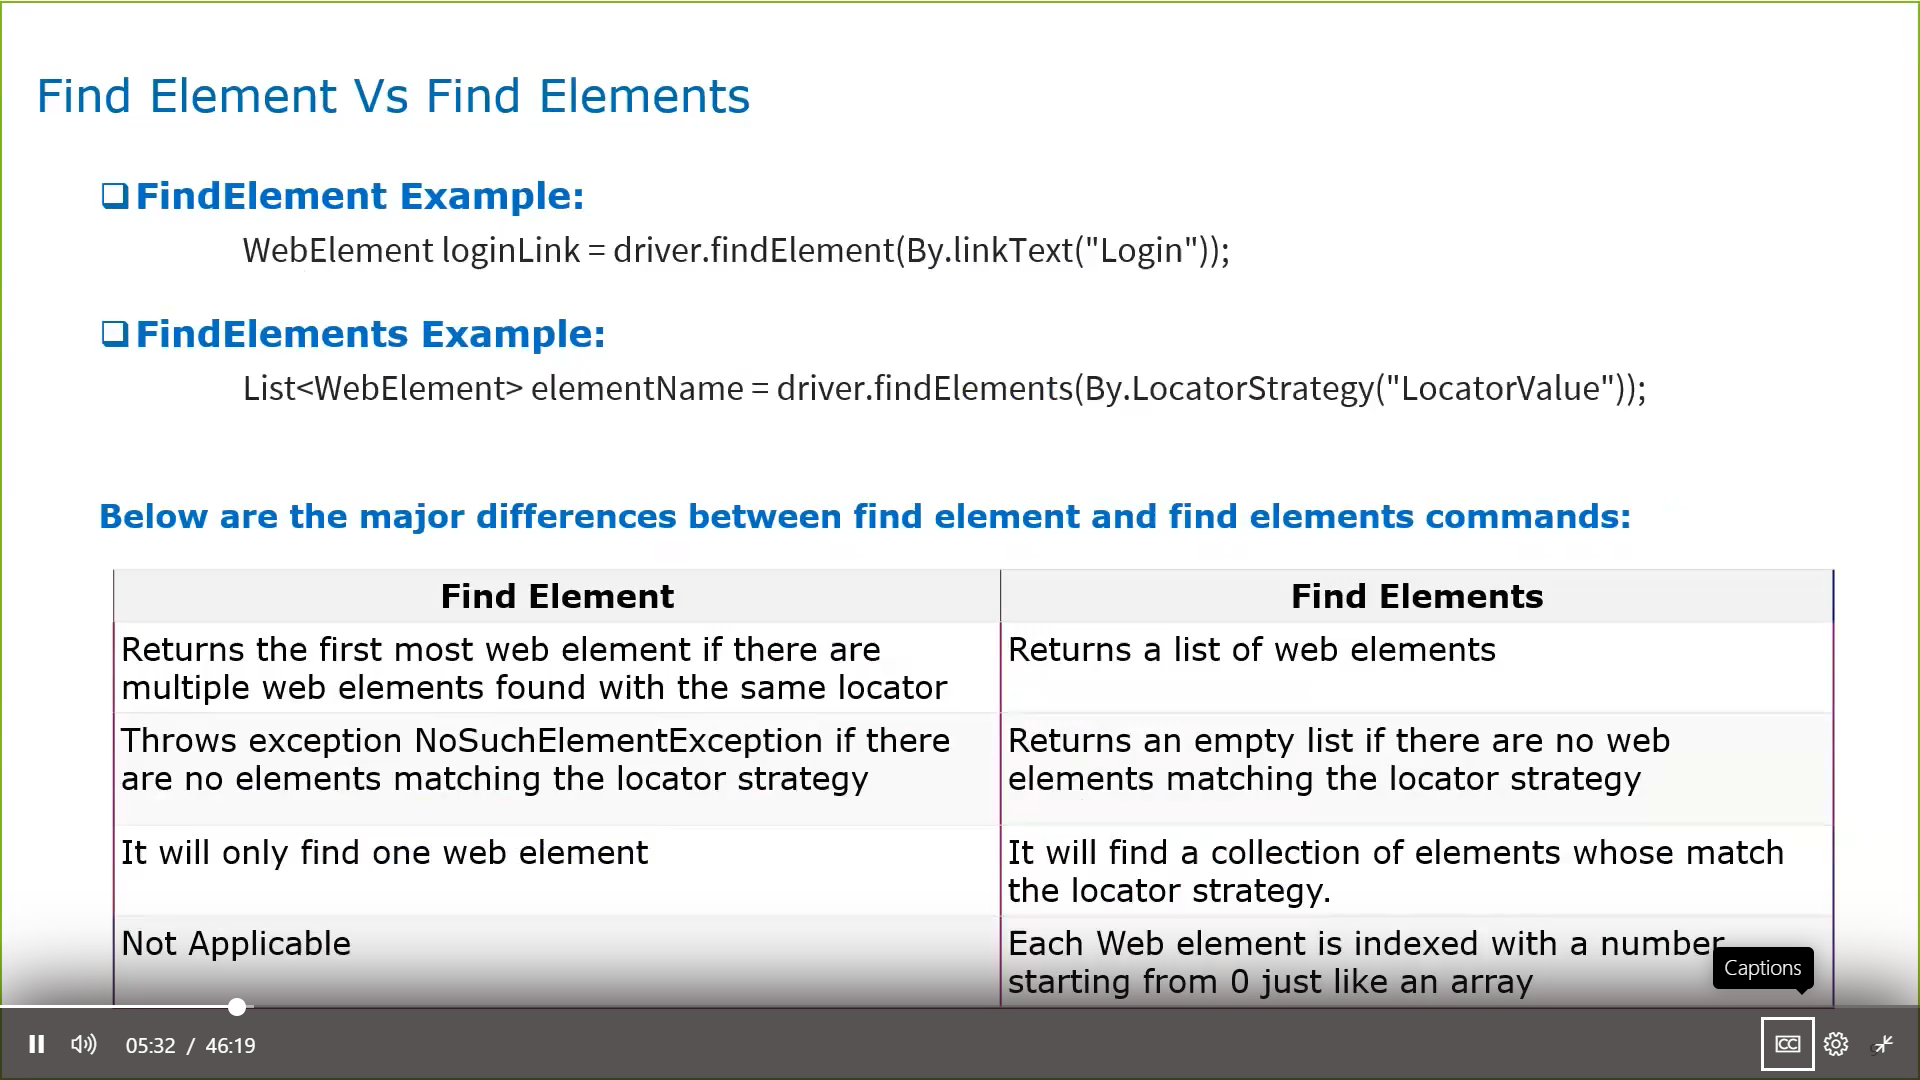 Find Element Vs Find Elements
FindElement Example:
WebElement loginLink = driver.findElement(By.linkText("Login"));
FindElements Example:
List<WebElement> elementName = driver.findElements(By.LocatorStrategy("LocatorValue"));
Below are the major differences between find element and find elements commands:
Find Element
Find Elements
Returns the first most web element if there are
multiple web elements found with the same locator
Returns a list of web elements
Throws exception NoSuchElementException if there
are no elements matching the locator strategy
Returns an empty list if there are no web
elements matching the locator strategy
It will only find one web element
It will find a collection of elements whose match
the locator strategy.
Not Applicable
Each Web element is indexed with a number
starting from 0 just like an array
Captions
05:32 / 46:19
CC